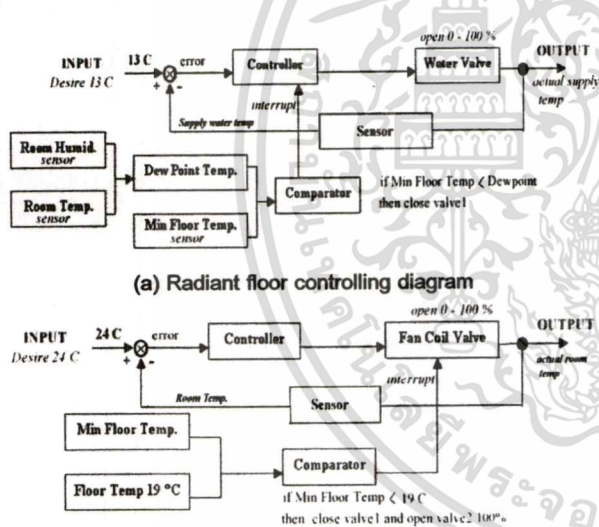 open 0 - 100 %
INPUT 13 C error Controller Water Valve OUTPUT
Desire 13 C + - actual supply temp
interrupt
Supply water temp Sensor
Room Humid. sensor
Dew Point Temp.
Room Temp. sensor
Comparator
if Min Floor Temp < Dewpoint
then close valve1
Min Floor Temp. sensor
(a) Radiant floor controlling diagram
open 0 - 100 %
INPUT 24 C error Controller Fan Coil Valve OUTPUT
Desire 24 C + - actual room temp
interrupt
Room Temp. Sensor
Min Floor Temp.
Comparator
Floor Temp 19 °C
if Min Floor Temp < 19 C
then close valve1 and open valve2 100%